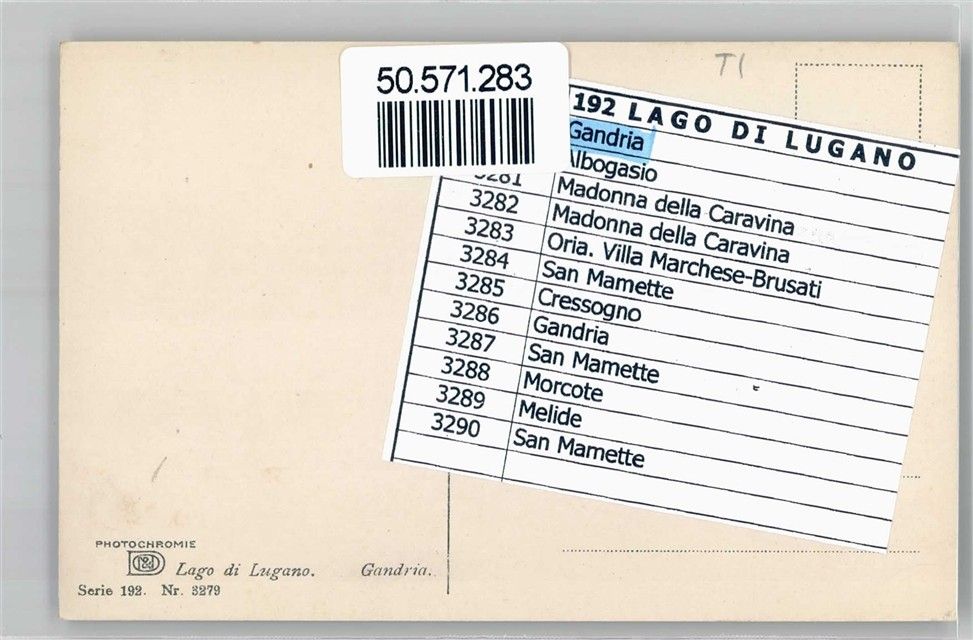 50.571.283
TI
192 LAGO DI LUGANO
Gandria
Albogasio
3281 Madonna della Caravina
3282 Madonna della Caravina
3283 Oria. Villa Marchese-Brusati
3284 San Mamette
3285 Cressogno
3286 Gandria
3287 San Mamette
3288 Morcote
3289 Melide
3290 San Mamette
PHOTOCHROMIE
Lago di Lugano. Gandria.
Serie 192. Nr. 3279